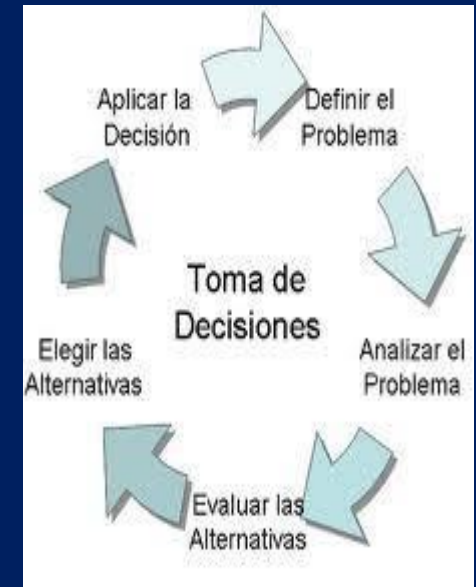 Aplicar la
Decisión
Definir el
Problema
Toma de
Decisiones
Elegir las
Alternativas
Analizar el
Problema
Evaluar las
Alternativas